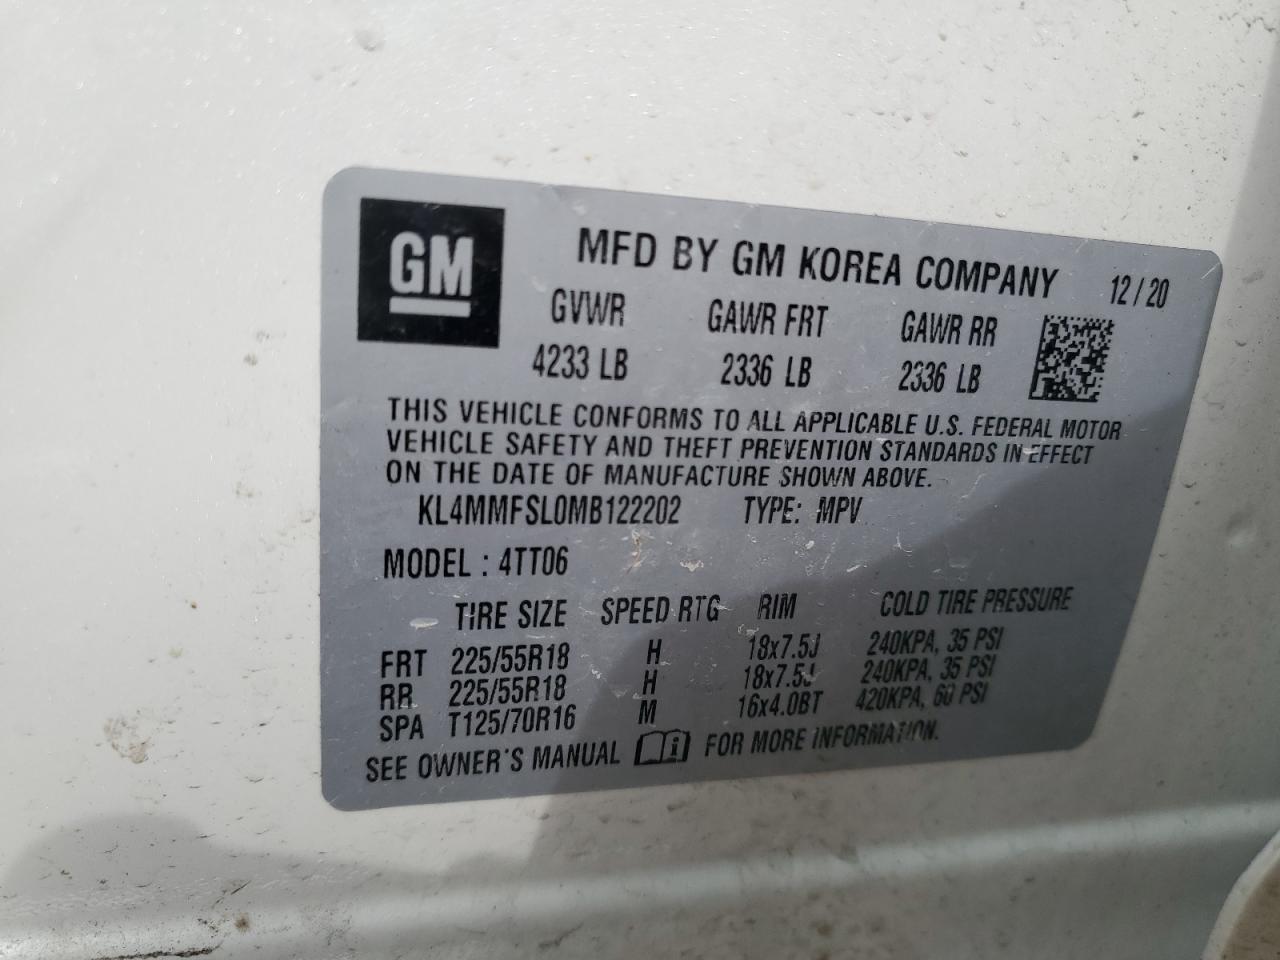 GM
MFD BY GM KOREA COMPANY 12/20
GVWR GAWR FRT GAWR RR
4233 LB 2336 LB 2336 LB
THIS VEHICLE CONFORMS TO ALL APPLICABLE U.S. FEDERAL MOTOR
VEHICLE SAFETY AND THEFT PREVENTION STANDARDS IN EFFECT
ON THE DATE OF MANUFACTURE SHOWN ABOVE.
KL4MMFSL0MB122202 TYPE: MPV
MODEL : 4TT06
TIRE SIZE SPEED RTG RIM COLD TIRE PRESSURE
FRT 225/55R18 H 18x7.5J 240KPA, 35 PSI
RR 225/55R18 H 18x7.5J 240KPA, 35 PSI
SPA T125/70R16 M 16x4.0BT 420KPA, 60 PSI
SEE OWNER'S MANUAL i FOR MORE INFORMATION.